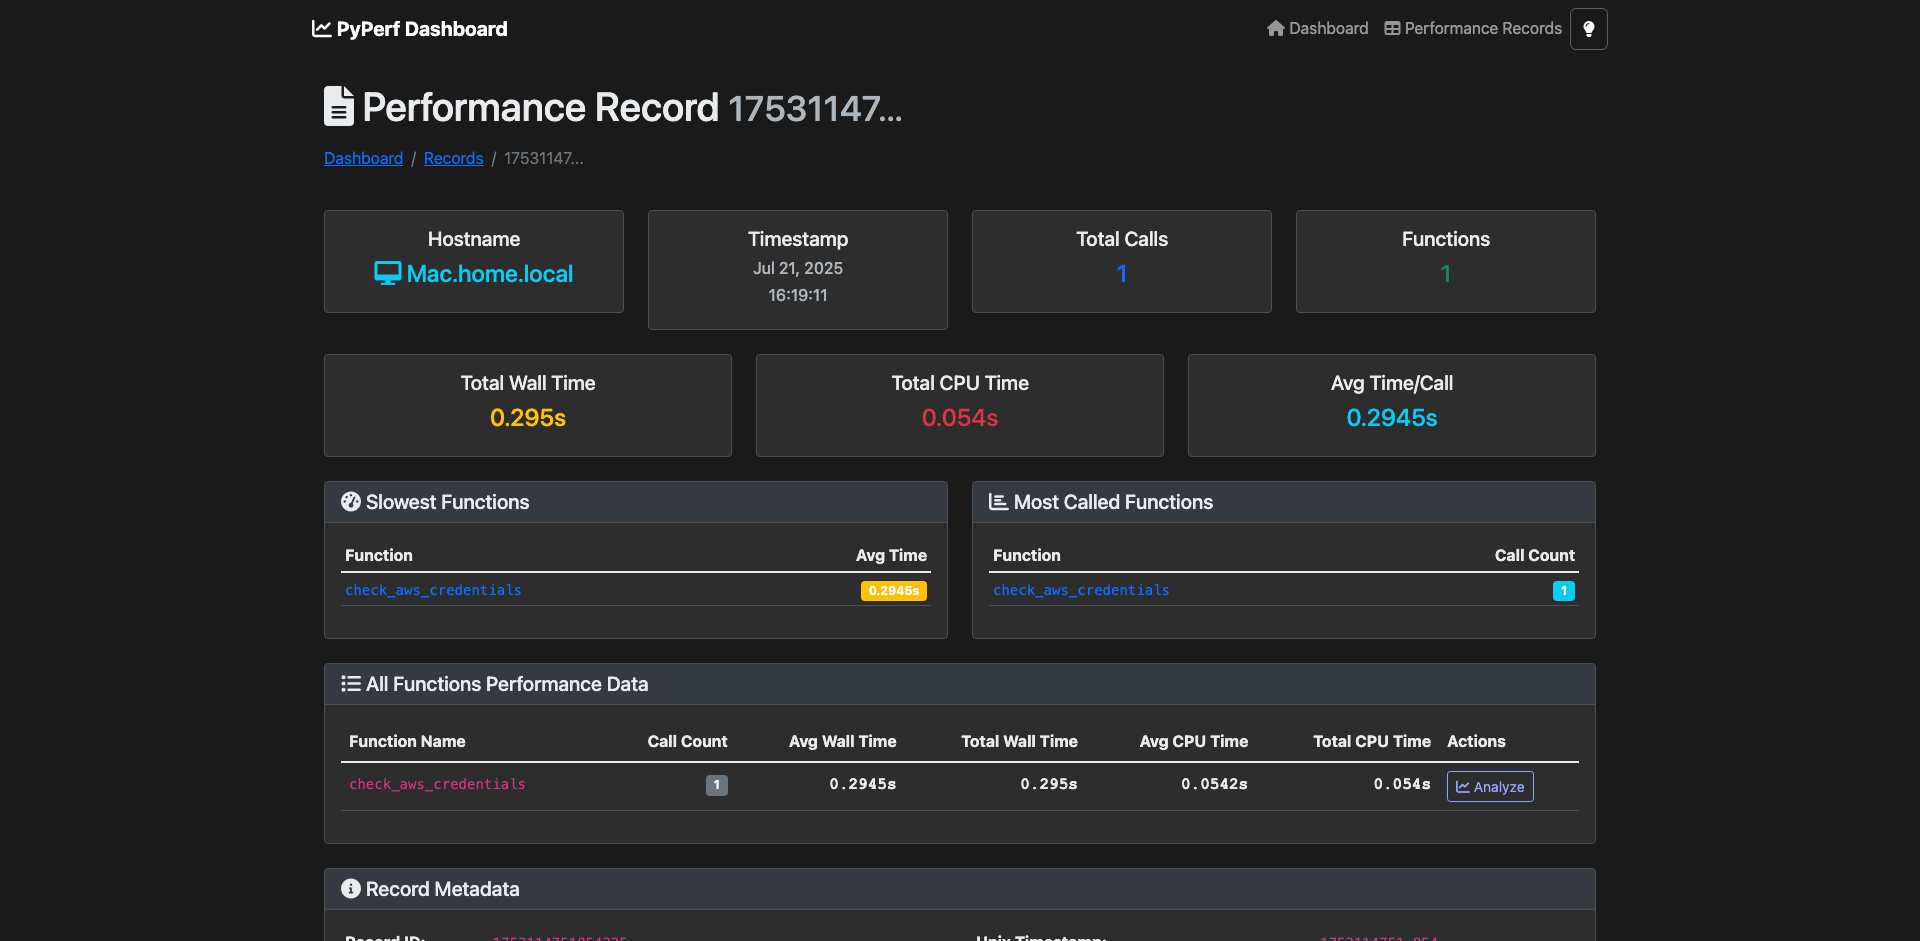 PyPerf Dashboard
Dashboard
Performance Records
Performance Record 17531147...
Dashboard / Records / 17531147...
Hostname
Mac.home.local
Timestamp
Jul 21, 2025
16:19:11
Total Calls
1
Functions
1
Total Wall Time
0.295s
Total CPU Time
0.054s
Avg Time/Call
0.2945s
Slowest Functions
Function Avg Time
check_aws_credentials 0.2945s
Most Called Functions
Function Call Count
check_aws_credentials 1
All Functions Performance Data
Function Name Call Count Avg Wall Time Total Wall Time Avg CPU Time Total CPU Time Actions
check_aws_credentials 1 0.2945s 0.295s 0.0542s 0.054s Analyze
Record Metadata
Record ID: Unix Timestamp: